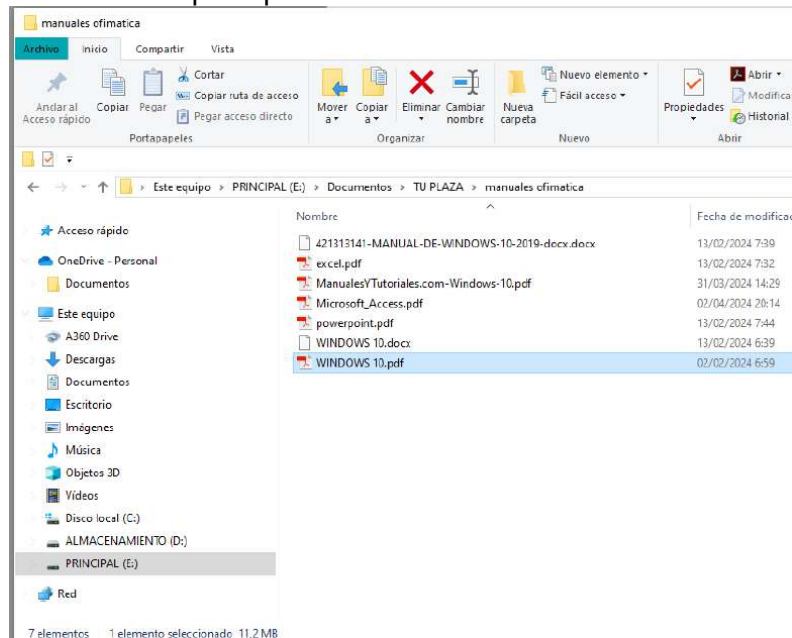 manuales ofimatica
Archivo Inicio Compartir Vista
Andar al Acceso rápido
Copiar
Pegar
Cortar
Copiar ruta de acceso
Pegar acceso directo
Portapapeles
Mover a
Copiar a
Eliminar
Cambiar nombre
Organizar
Nueva carpeta
Nuevo elemento
Fácil acceso
Nuevo
Propiedades
Abrir
Modifica
Historial
Abrir
Este equipo > PRINCIPAL (E:) > Documentos > TU PLAZA > manuales ofimatica
Nombre Fecha de modificac
421313141-MANUAL-DE-WINDOWS-10-2019-docx.docx 13/02/2024 7:39
excel.pdf 13/02/2024 7:32
ManualesYTutoriales.com-Windows-10.pdf 31/03/2024 14:29
Microsoft_Access.pdf 02/04/2024 20:14
powerpoint.pdf 13/02/2024 7:44
WINDOWS 10.docx 13/02/2024 6:39
WINDOWS 10.pdf 02/02/2024 6:59
Acceso rápido
OneDrive - Personal
Documentos
Este equipo
A360 Drive
Descargas
Documentos
Escritorio
Imágenes
Música
Objetos 3D
Vídeos
Disco local (C:)
ALMACENAMIENTO (D:)
PRINCIPAL (E:)
Red
7 elementos 1 elemento seleccionado 11,2 MB